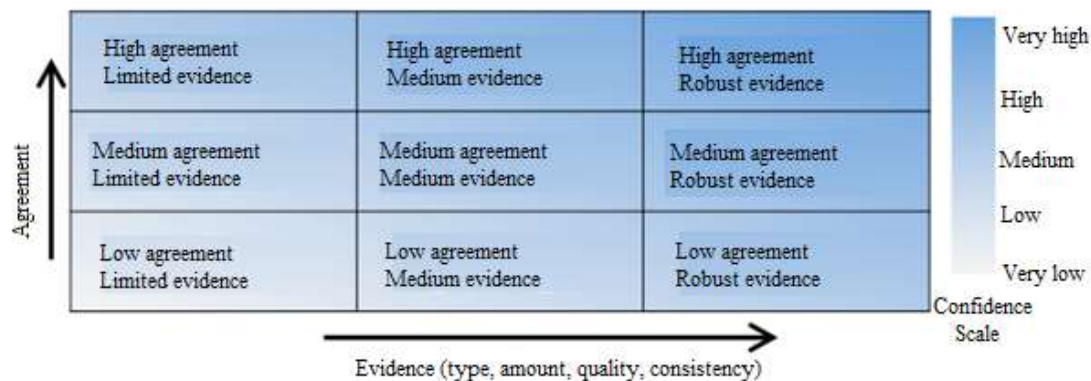 High agreement
Limited evidence
High agreement
Medium evidence
High agreement
Robust evidence
Medium agreement
Limited evidence
Medium agreement
Medium evidence
Medium agreement
Robust evidence
Low agreement
Limited evidence
Low agreement
Medium evidence
Low agreement
Robust evidence
Agreement
Evidence (type, amount, quality, consistency)
Very high
High
Medium
Low
Very low
Confidence
Scale